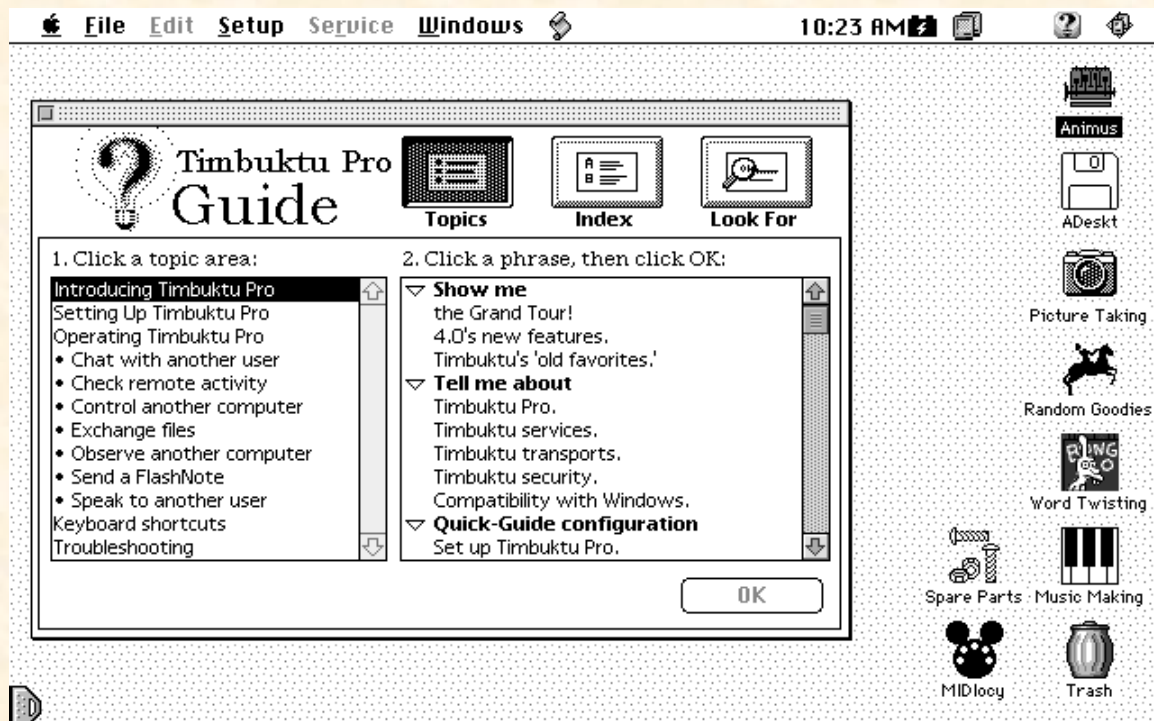 File Edit Setup Service Windows 10:23 AM
Timbuktu Pro
Guide
Topics Index Look For
1. Click a topic area:
Introducing Timbuktu Pro
Setting Up Timbuktu Pro
Operating Timbuktu Pro
• Chat with another user
• Check remote activity
• Control another computer
• Exchange files
• Observe another computer
• Send a FlashNote
• Speak to another user
Keyboard shortcuts
Troubleshooting
2. Click a phrase, then click OK:
Show me
the Grand Tour!
4.0's new features.
Timbuktu's 'old favorites.'
Tell me about
Timbuktu Pro.
Timbuktu services.
Timbuktu transports.
Timbuktu security.
Compatibility with Windows.
Quick-Guide configuration
Set up Timbuktu Pro.
OK
Animus
ADeskt
Picture Taking
Random Goodies
Word Twisting
Spare Parts Music Making
MIDIocy Trash